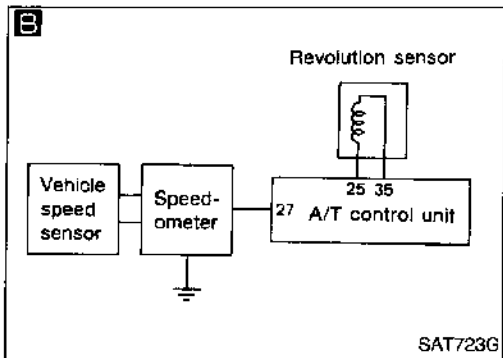 B
Revolution sensor
Vehicle
speed
sensor
Speed-
ometer
25 35
27 A/T control unit
SAT723G